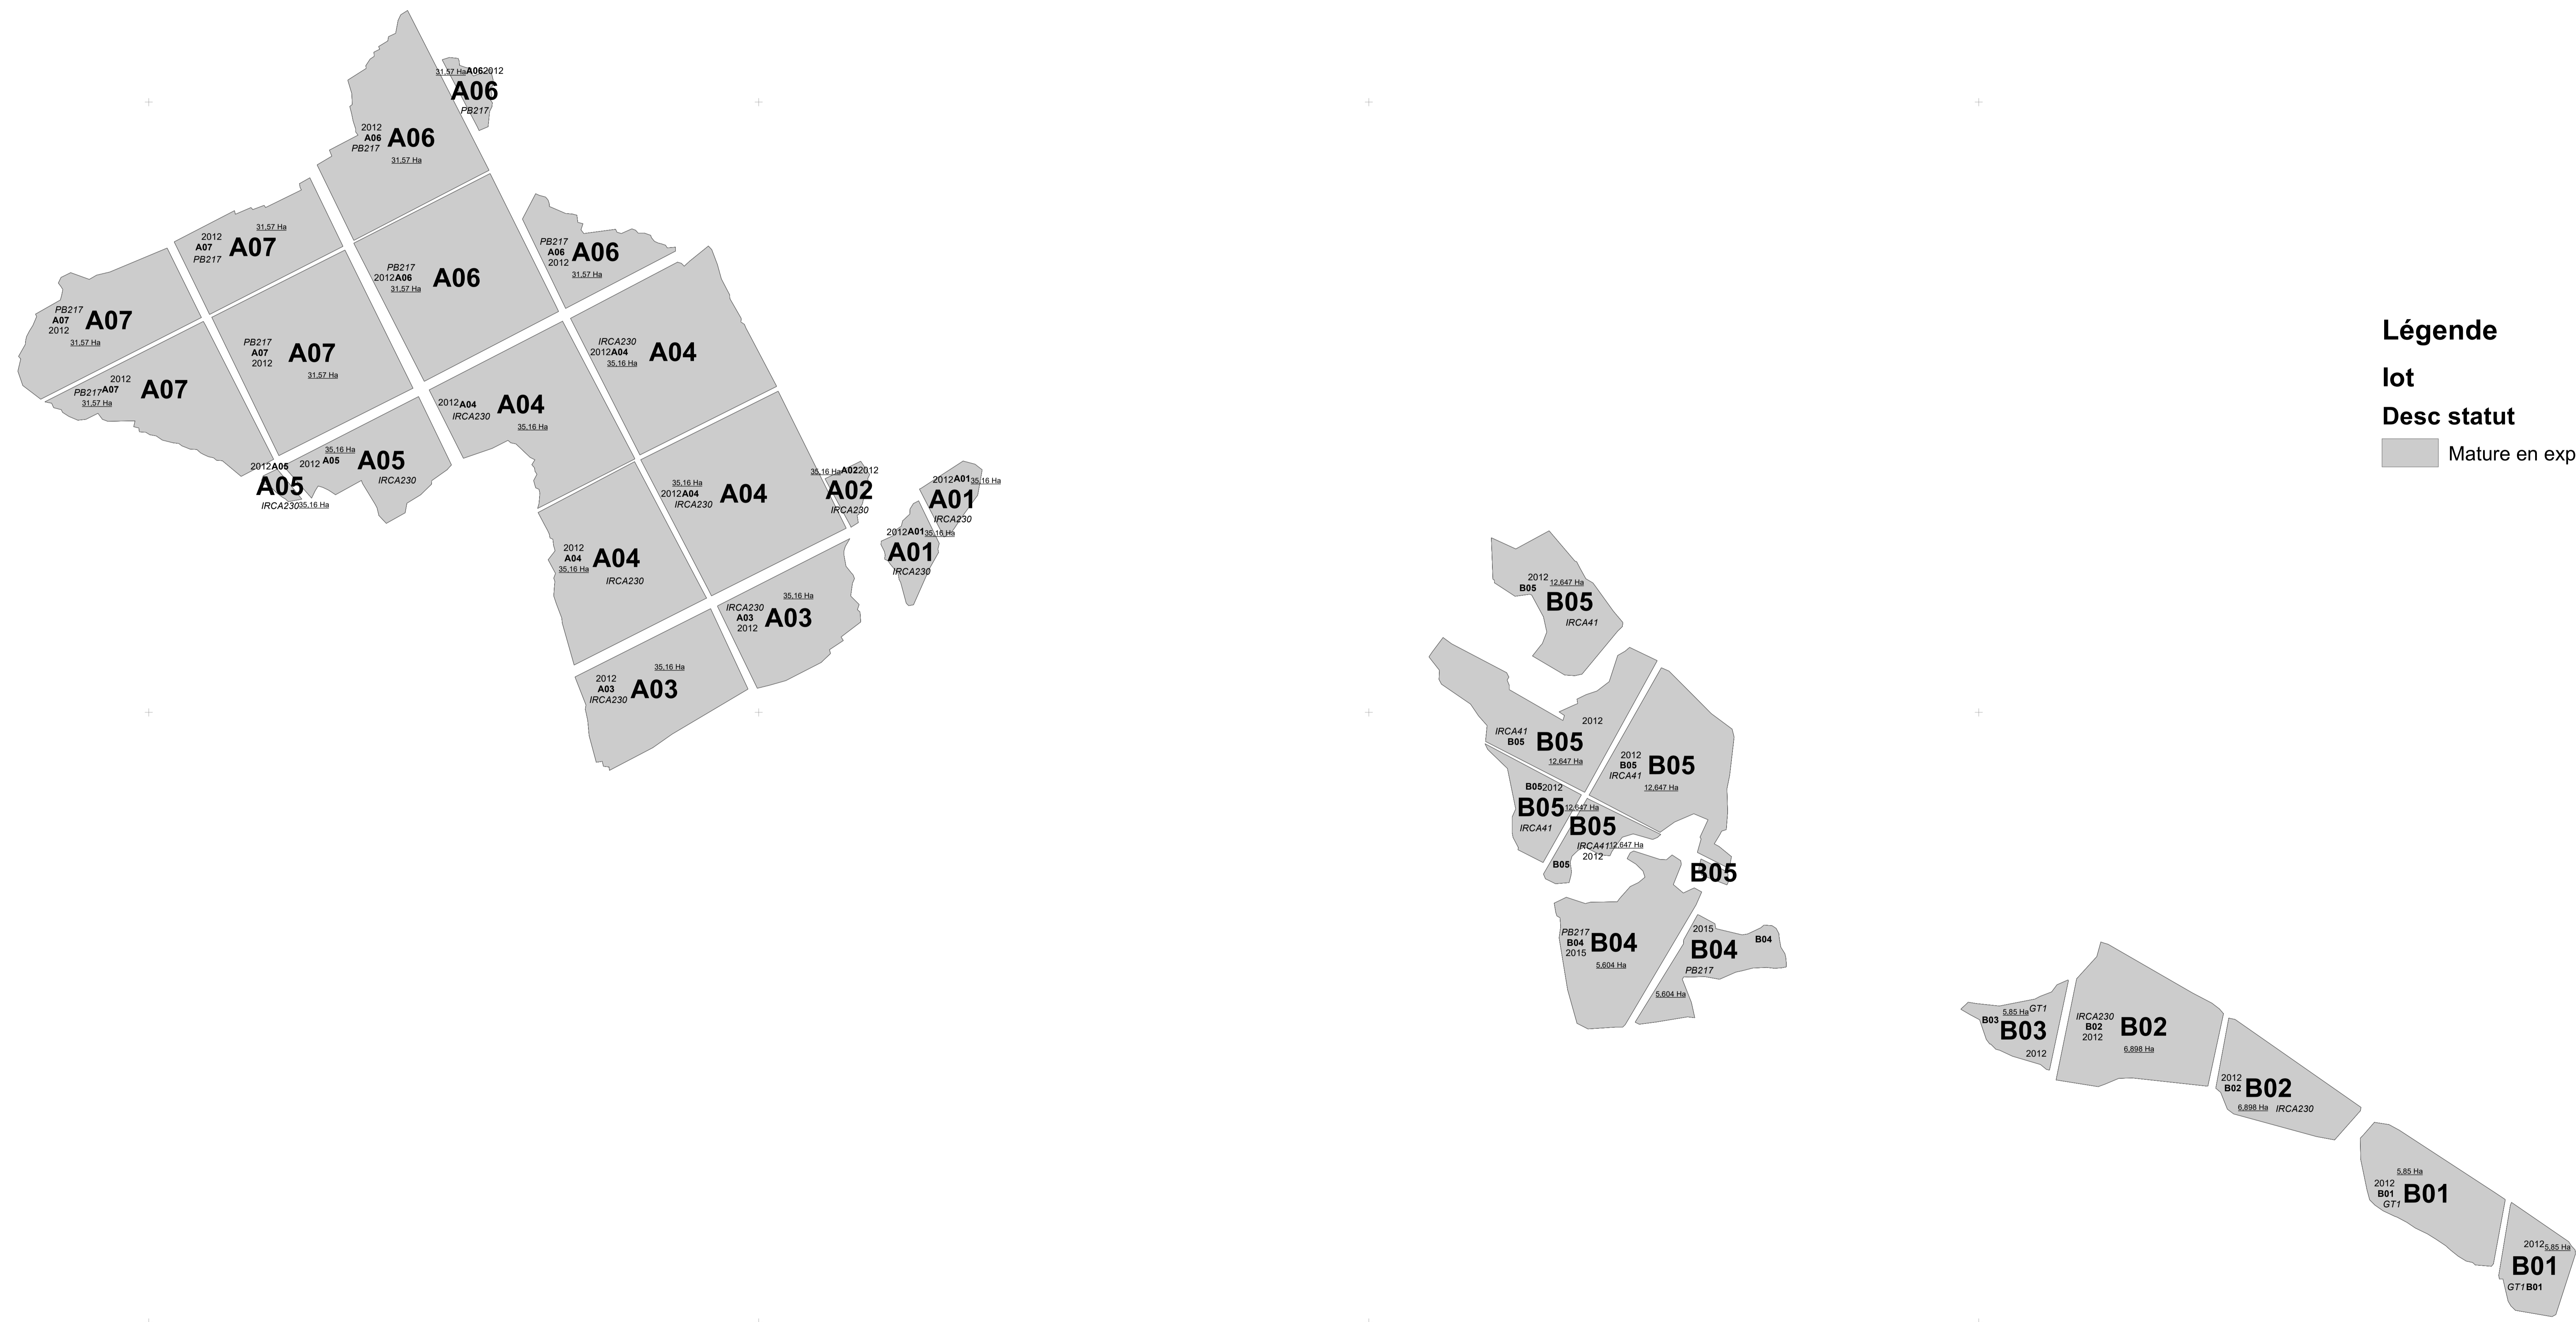 31,57 Ha A06 2012
A06
PB217
2012
A06
PB217
A06
31,57 Ha
31,57 Ha
2012
A07
PB217
A07
PB217
A06
2012
A06
31,57 Ha
PB217
2012 A06
31,57 Ha
A06
PB217
A07
2012
A07
31,57 Ha
PB217
A07
2012
A07
31,57 Ha
2012
PB217 A07
31,57 Ha
A07
IRCA230
2012 A04
35,16 Ha
A04
2012 A04
IRCA230
A04
35,16 Ha
35,16 Ha
2012 A05
A05
IRCA230
2012 A05
A05
IRCA230 35,16 Ha
35,16 Ha
2012 A04
IRCA230
A04
35,16 Ha A02 2012
A02
IRCA230
2012 A01 35,16 Ha
A01
IRCA230
2012 A01 35,16 Ha
A01
IRCA230
2012
A04
35,16 Ha
A04
IRCA230
35,16 Ha
IRCA230
A03
2012
A03
35,16 Ha
2012
A03
IRCA230
A03
2012 12,647 Ha
B05
B05
IRCA41
2012
IRCA41
B05
B05
12,647 Ha
2012
B05
IRCA41
B05
12,647 Ha
B05 2012
B05 12,647 Ha
IRCA41
B05
IRCA41 12,647 Ha
2012
B05
B05
PB217
B04
2015
B04
5,604 Ha
2015
B04
B04
PB217
5,604 Ha
5,85 Ha GT1
B03
B03
2012
IRCA230
B02
2012
B02
6,898 Ha
2012
B02
B02
6,898 Ha IRCA230
5,85 Ha
2012
B01
GT1
B01
2012 5,85 Ha
B01
GT1 B01
Légende
lot
Desc statut
Mature en exp